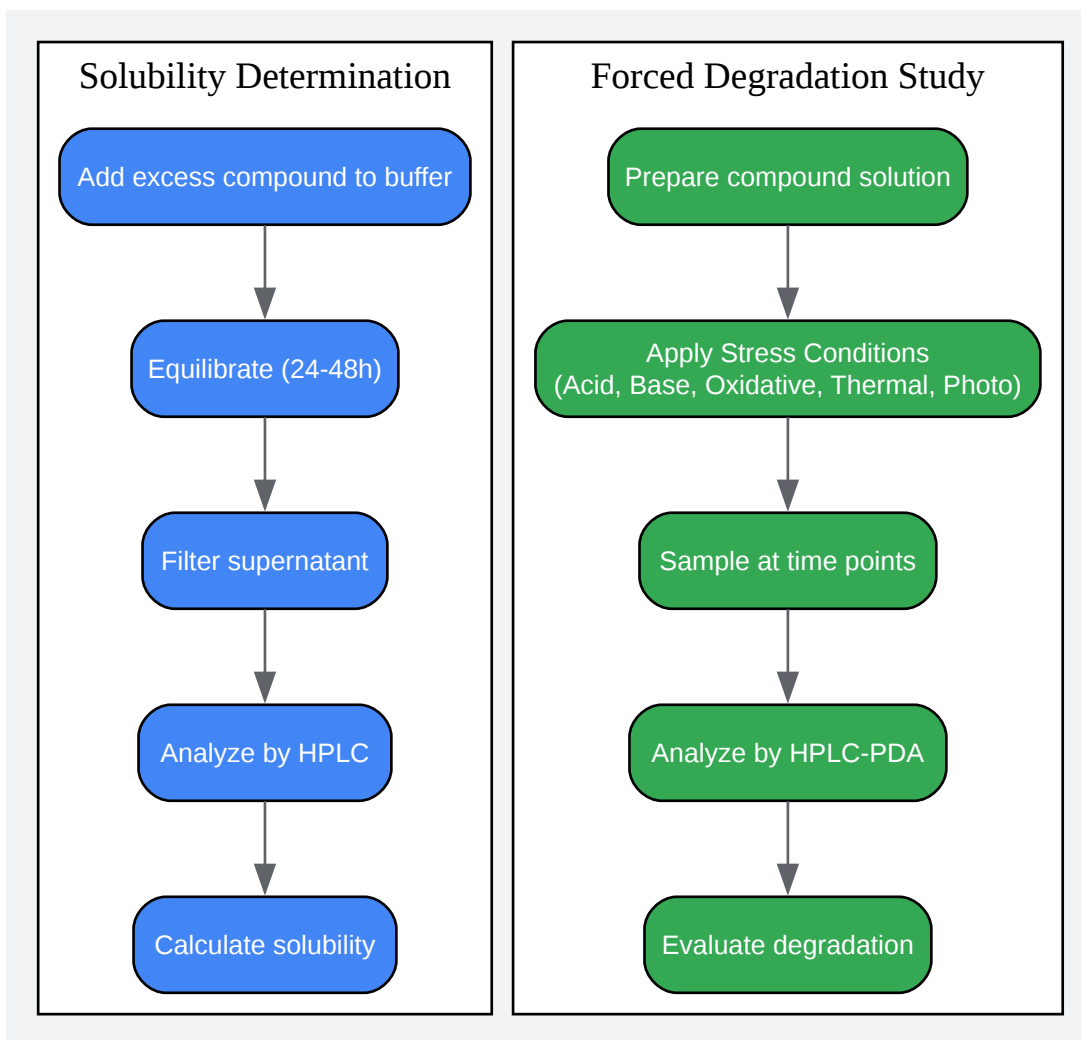 Solubility Determination
Add excess compound to buffer
Equilibrate (24-48h)
Filter supernatant
Analyze by HPLC
Calculate solubility
Forced Degradation Study
Prepare compound solution
Apply Stress Conditions
(Acid, Base, Oxidative, Thermal, Photo)
Sample at time points
Analyze by HPLC-PDA
Evaluate degradation